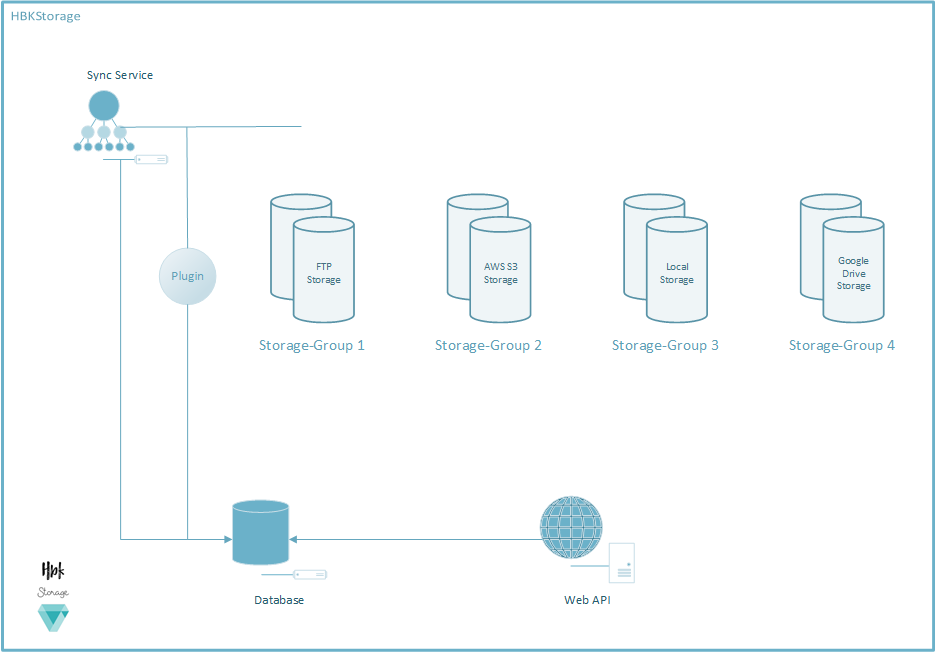 HBKStorage
Sync Service
Plugin
FTP
Storage
AWS S3
Storage
Local
Storage
Google
Drive
Storage
Storage-Group 1
Storage-Group 2
Storage-Group 3
Storage-Group 4
Hbk
Storage
Database
Web API